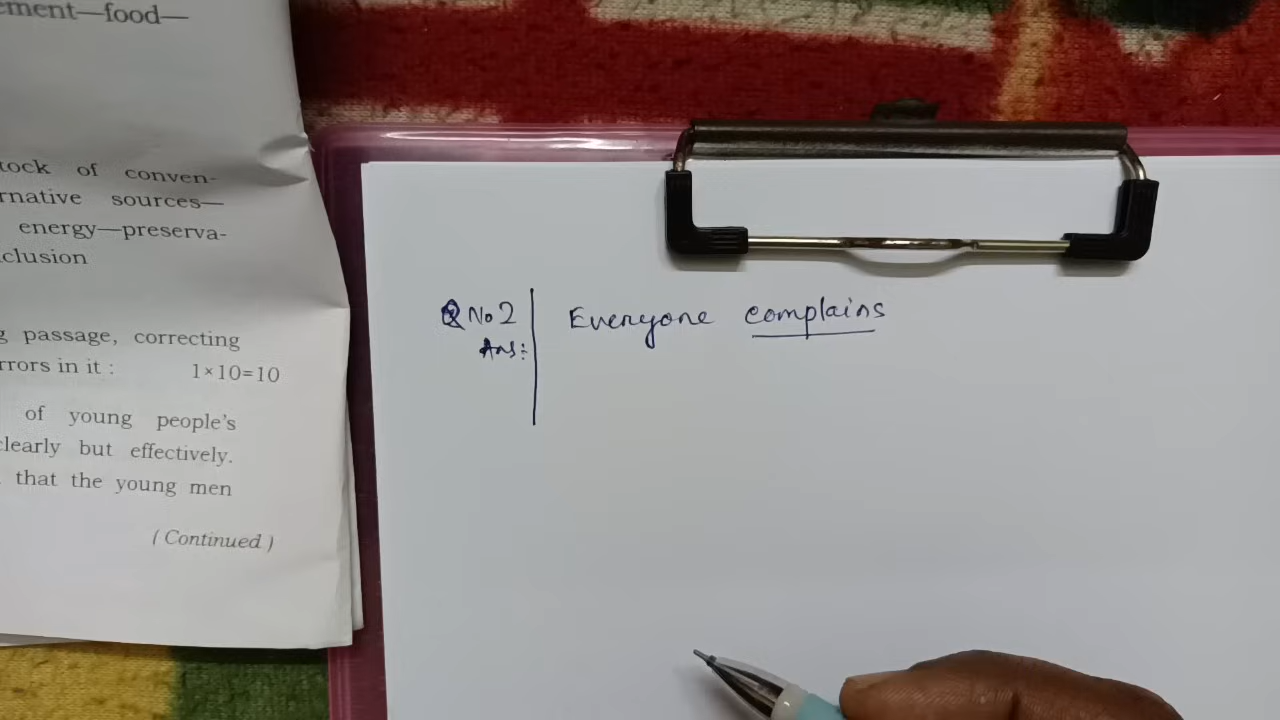 ement—food—
tock of conven-
rnative sources—
energy—preserva-
clusion
g passage, correcting
rrors in it : 1×10=10
of young people's
clearly but effectively.
that the young men
( Continued )
Q No 2 Everyone complains
Ans: